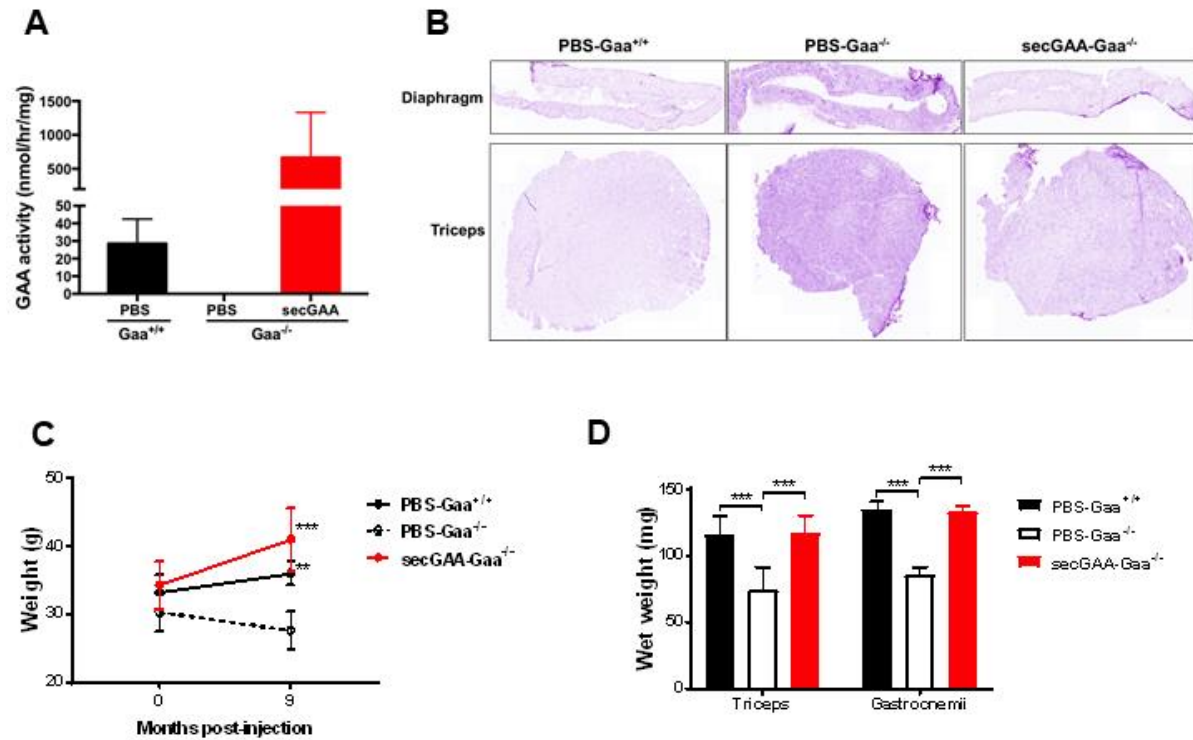 A
GAA activity (nmol/hr/mg)
1500
1000
500
50
40
30
20
10
0
PBS
PBS
secGAA
Gaa+/+
Gaa-/-
B
PBS-Gaa+/+
PBS-Gaa-/-
secGAA-Gaa-/-
Diaphragm
Triceps
C
Weight (g)
50
40
30
20
0
9
Months post-injection
***
**
PBS-Gaa+/+
PBS-Gaa-/-
secGAA-Gaa-/-
D
Wet weight (mg)
150
100
50
0
***
***
***
***
Triceps
Gastrocnemii
PBS-Gaa+/+
PBS-Gaa-/-
secGAA-Gaa-/-